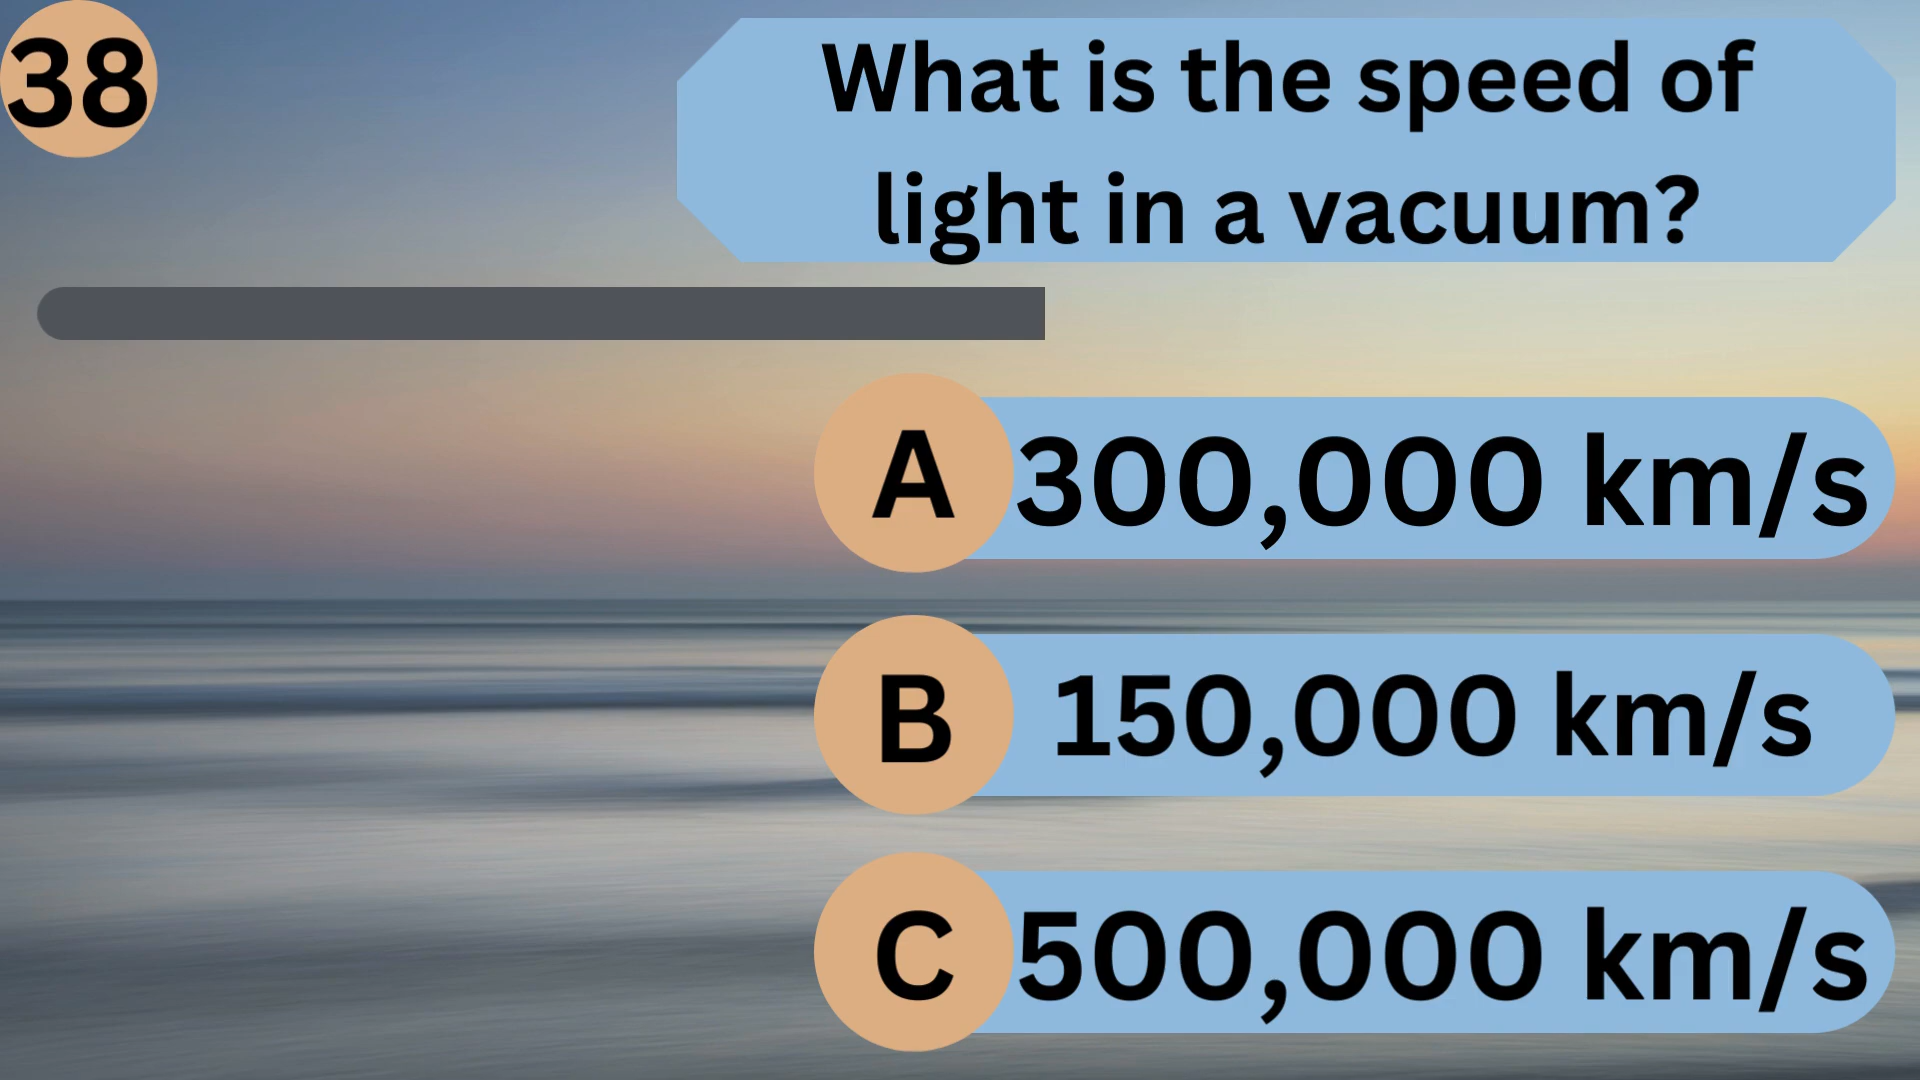 38
What is the speed of
light in a vacuum?
A 300,000 km/s
B 150,000 km/s
C 500,000 km/s